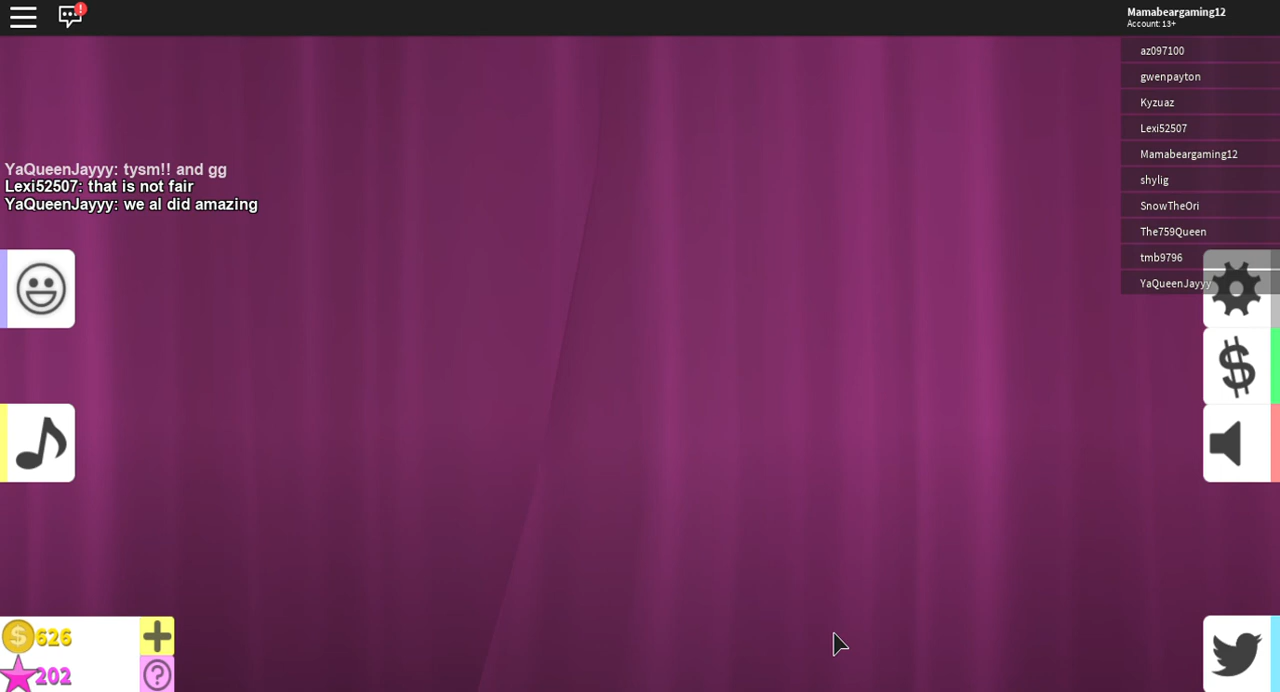 Mamabeargaming12
Account: 13+
az097100
gwenpayton
Kyzuaz
Lexi52507
Mamabeargaming12
shylig
SnowTheOri
The759Queen
tmb9796
YaQueenJayyy
YaQueenJayyy: tysm!! and gg
Lexi52507: that is not fair
YaQueenJayyy: we al did amazing
626
202